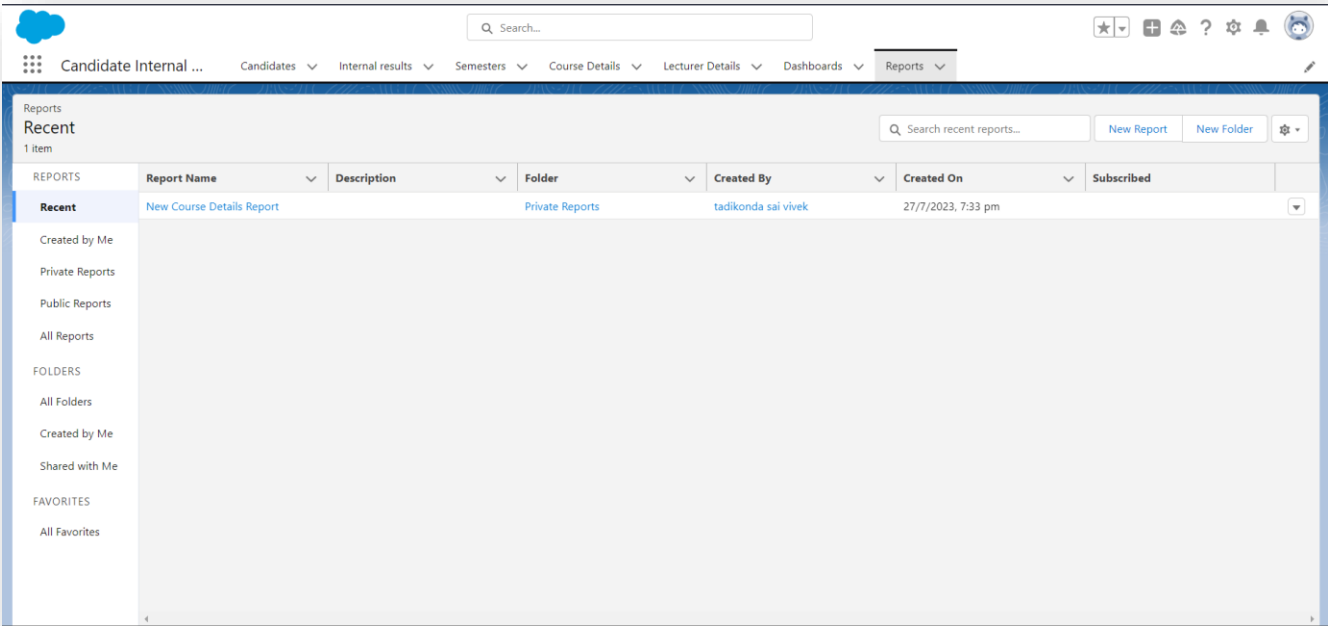 Search...
Candidate Internal ... Candidates Internal results Semesters Course Details Lecturer Details Dashboards Reports
Reports
Recent
1 item
Search recent reports... New Report New Folder
REPORTS Report Name Description Folder Created By Created On Subscribed
Recent New Course Details Report Private Reports tadikonda sai vivek 27/7/2023, 7:33 pm
Created by Me
Private Reports
Public Reports
All Reports
FOLDERS
All Folders
Created by Me
Shared with Me
FAVORITES
All Favorites